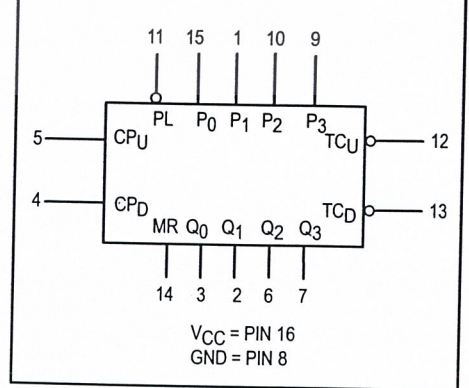 11 15 1 10 9
PL P0 P1 P2 P3
5 CPU TCU 12
4 CPD TCD 13
MR Q0 Q1 Q2 Q3
14 3 2 6 7
VCC = PIN 16
GND = PIN 8